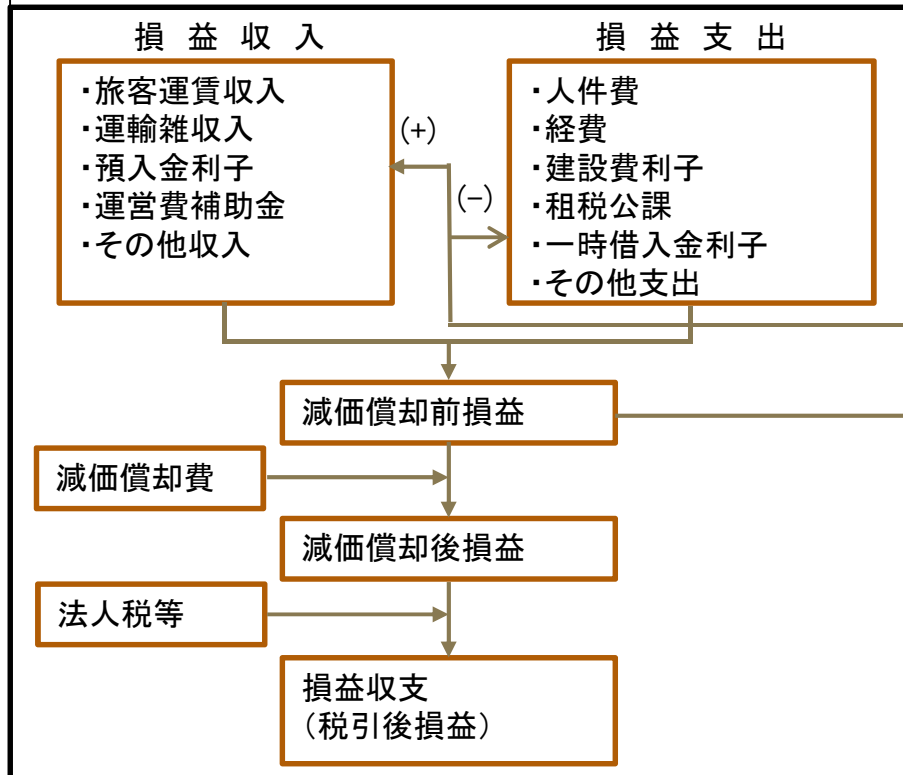 損益収入
損益支出
・旅客運賃収入
・運輸雑収入
・預入金利子
・運営費補助金
・その他収入
(+)
(−)
・人件費
・経費
・建設費利子
・租税公課
・一時借入金利子
・その他支出
減価償却前損益
減価償却費
減価償却後損益
法人税等
損益収支
(税引後損益)